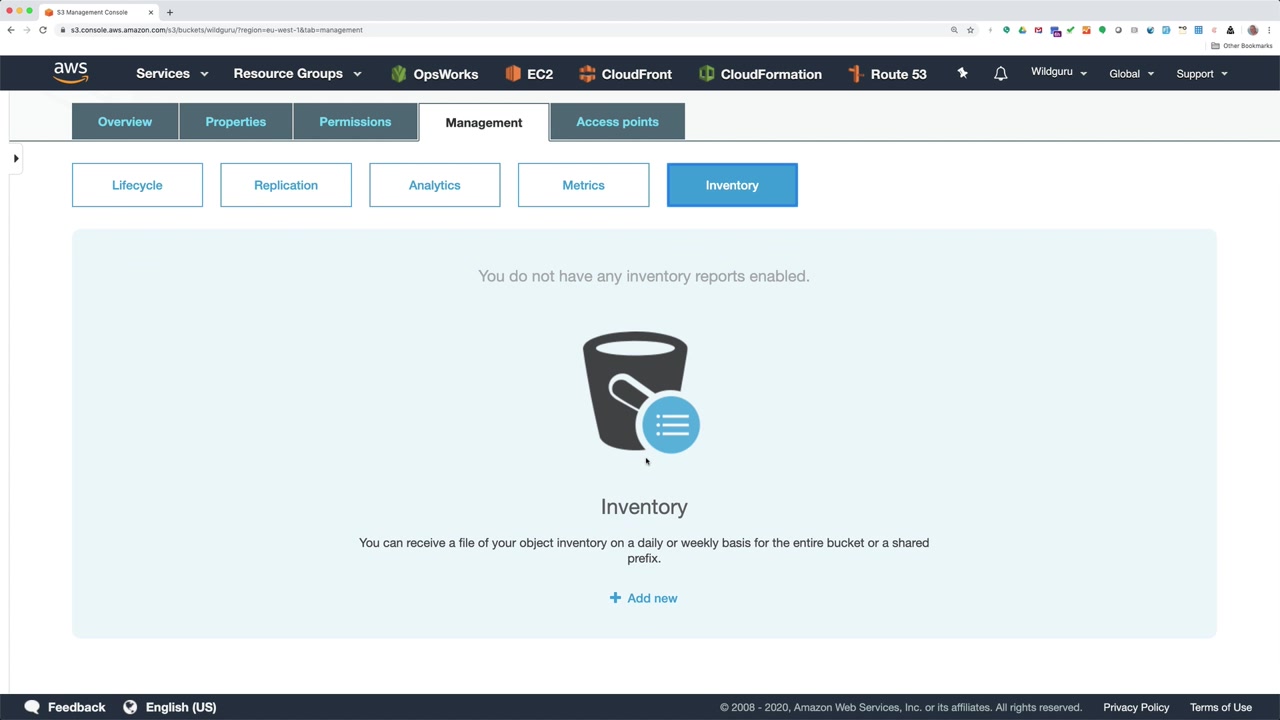 S3 Management Console
s3.console.aws.amazon.com/s3/buckets/wildguru/?region=eu-west-1&tab=management
Other Bookmarks
aws
Services
Resource Groups
OpsWorks
EC2
CloudFront
CloudFormation
Route 53
Wildguru
Global
Support
Overview
Properties
Permissions
Management
Access points
Lifecycle
Replication
Analytics
Metrics
Inventory
You do not have any inventory reports enabled.
Inventory
You can receive a file of your object inventory on a daily or weekly basis for the entire bucket or a shared
prefix.
+ Add new
Feedback
English (US)
© 2008 - 2020, Amazon Web Services, Inc. or its affiliates. All rights reserved.
Privacy Policy
Terms of Use